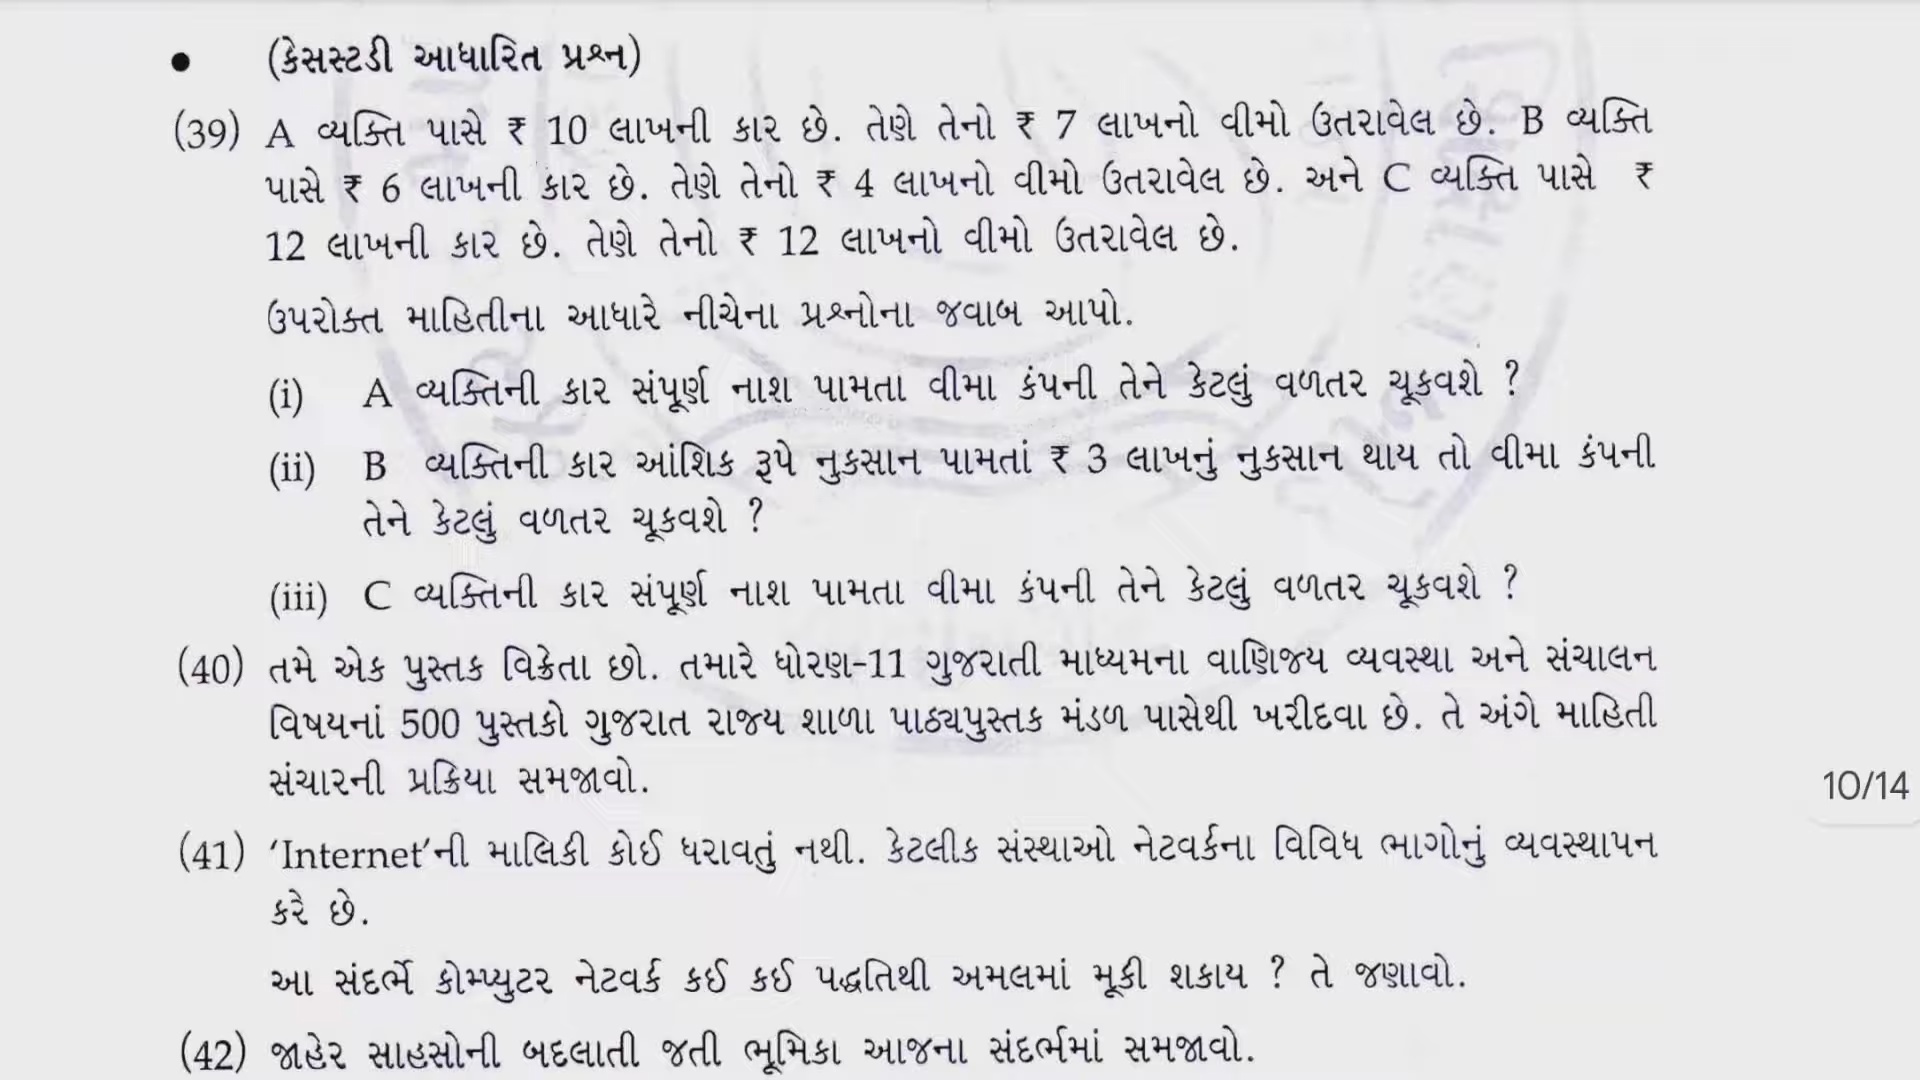 • (કેસસ્ટડી આધારિત પ્રશ્ન)
(39) A વ્યક્તિ પાસે ₹ 10 લાખની કાર છે. તેણે તેનો ₹ 7 લાખનો વીમો ઉતરાવેલ છે. B વ્યક્તિ
પાસે ₹ 6 લાખની કાર છે. તેણે તેનો ₹ 4 લાખનો વીમો ઉતરાવેલ છે. અને C વ્યક્તિ પાસે ₹
12 લાખની કાર છે. તેણે તેનો ₹ 12 લાખનો વીમો ઉતરાવેલ છે.
ઉપરોક્ત માહિતીના આધારે નીચેના પ્રશ્નોના જવાબ આપો.
(i) A વ્યક્તિની કાર સંપૂર્ણ નાશ પામતા વીમા કંપની તેને કેટલું વળતર ચૂકવશે ?
(ii) B વ્યક્તિની કાર આંશિક રૂપે નુકસાન પામતાં ₹ 3 લાખનું નુકસાન થાય તો વીમા કંપની
તેને કેટલું વળતર ચૂકવશે ?
(iii) C વ્યક્તિની કાર સંપૂર્ણ નાશ પામતા વીમા કંપની તેને કેટલું વળતર ચૂકવશે ?
(40) તમે એક પુસ્તક વિક્રેતા છો. તમારે ધોરણ-11 ગુજરાતી માધ્યમના વાણિજ્ય વ્યવસ્થા અને સંચાલન
વિષયનાં 500 પુસ્તકો ગુજરાત રાજ્ય શાળા પાઠ્યપુસ્તક મંડળ પાસેથી ખરીદવા છે. તે અંગે માહિતી
સંચારની પ્રક્રિયા સમજાવો.
10/14
(41) ‘Internet’ની માલિકી કોઈ ધરાવતું નથી. કેટલીક સંસ્થાઓ નેટવર્કના વિવિધ ભાગોનું વ્યવસ્થાપન
કરે છે.
આ સંદર્ભે કોમ્પ્યુટર નેટવર્ક કઈ કઈ પદ્ધતિથી અમલમાં મૂકી શકાય ? તે જણાવો.
(42) જાહેર સાહસોની બદલાતી જતી ભૂમિકા આજના સંદર્ભમાં સમજાવો.